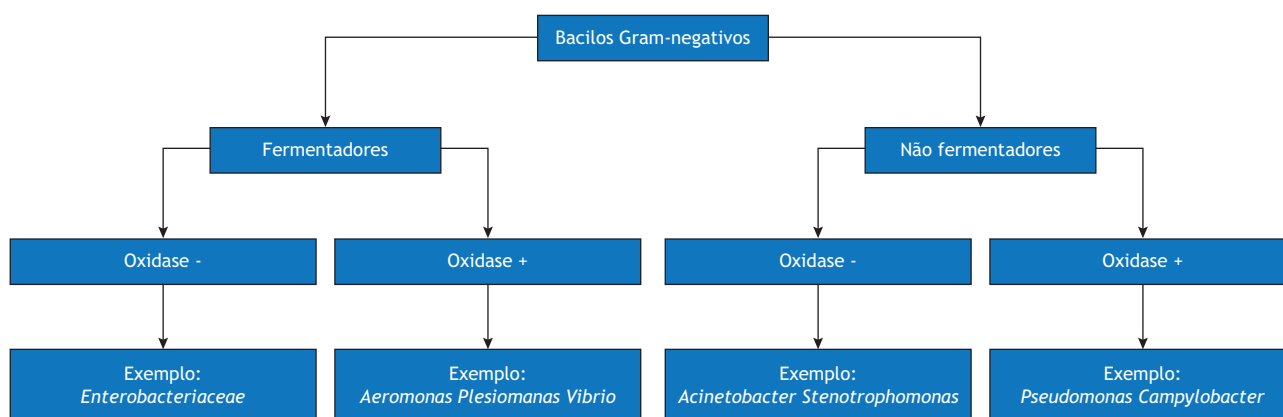 Bacilos Gram-negativos
Fermentadores
Não fermentadores
Oxidase -
Oxidase +
Oxidase -
Oxidase +
Exemplo:
Enterobacteriaceae
Exemplo:
Aeromonas Plesiomanas Vibrio
Exemplo:
Acinetobacter Stenotrophomonas
Exemplo:
Pseudomonas Campylobacter